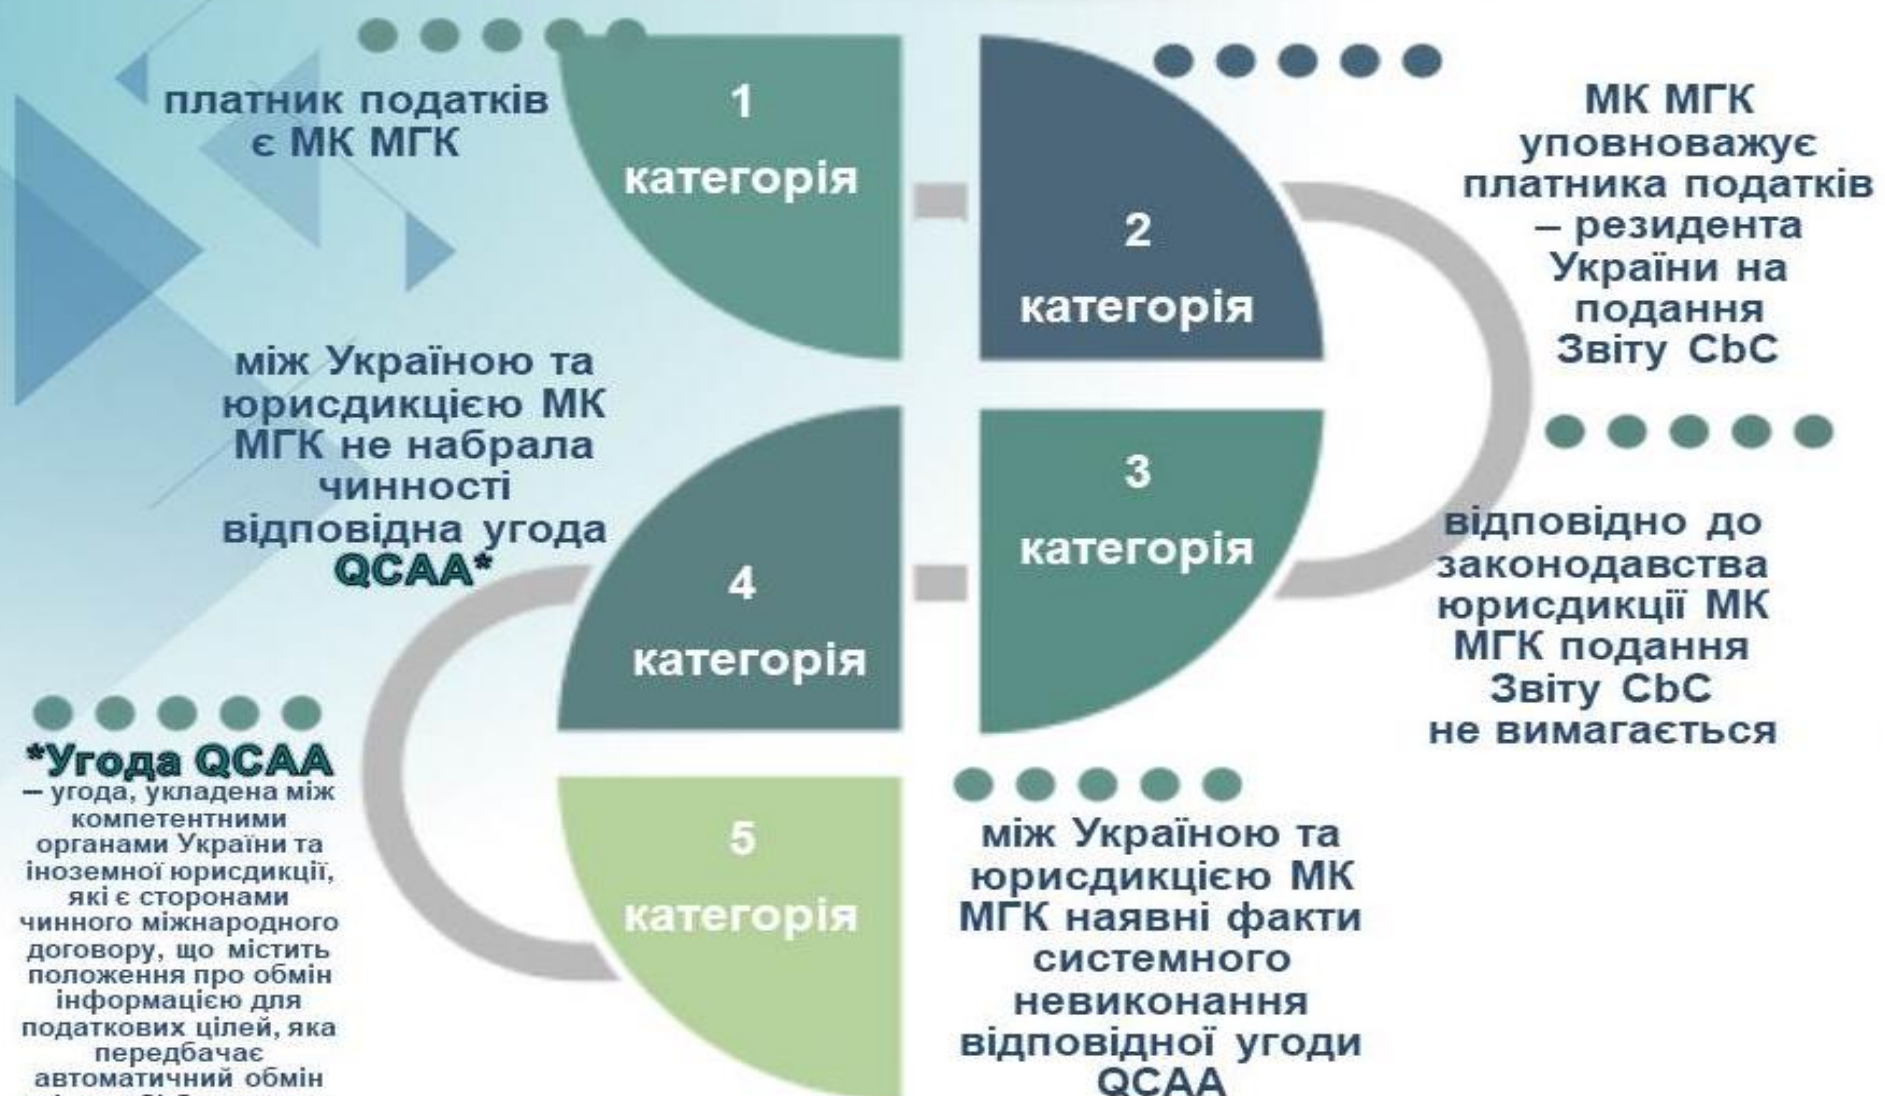 платник податків
є МК МГК
1
категорія
2
категорія
МК МГК
уповноважує
платника податків
– резидента
України на
подання
Звіту CbC
3
категорія
відповідно до
законодавства
юрисдикції МК
МГК подання
Звіту CbC
не вимагається
між Україною та
юрисдикцією МК
МГК не набрала
чинності
відповідна угода
QCAA*
4
категорія
5
категорія
між Україною та
юрисдикцією МК
МГК наявні факти
системного
невиконання
відповідної угоди
QCAA
*Угода QCAA
– угода, укладена між
компетентними
органами України та
іноземної юрисдикції,
які є сторонами
чинного міжнародного
договору, що містить
положення про обмін
інформацією для
податкових цілей, яка
передбачає
автоматичний обмін